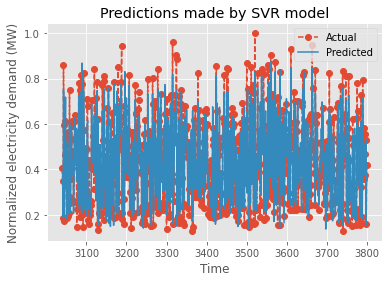 Predictions made by SVR model
Actual
Predicted
Normalized electricity demand (MW)
1.0
0.8
0.6
0.4
0.2
3100 3200 3300 3400 3500 3600 3700 3800
Time